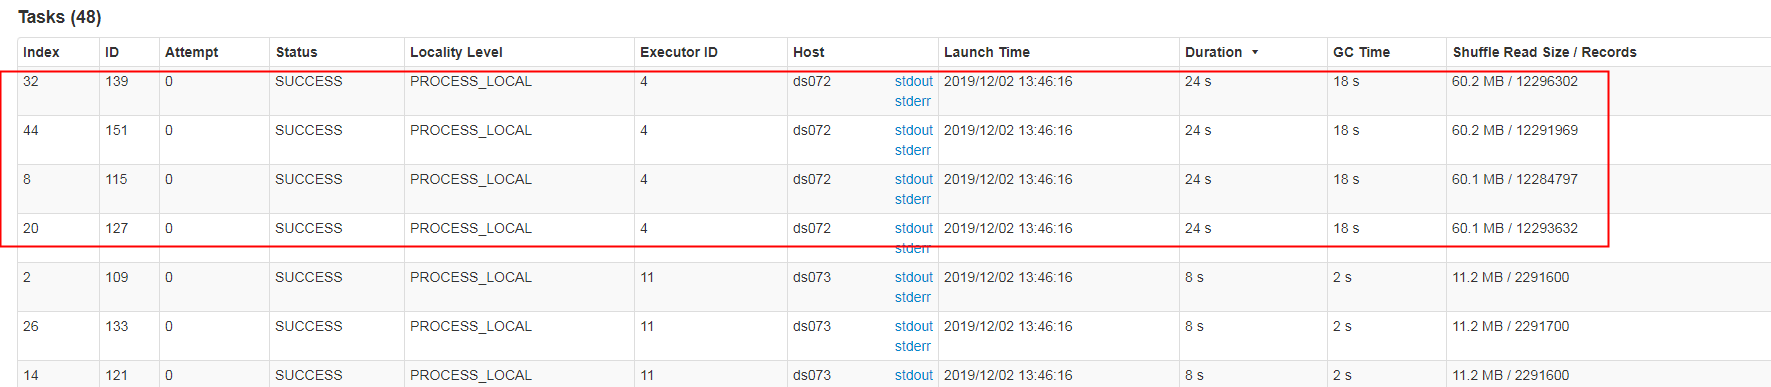 Tasks (48)
Index ID Attempt Status Locality Level Executor ID Host Launch Time Duration GC Time Shuffle Read Size / Records
32 139 0 SUCCESS PROCESS_LOCAL 4 ds072 stdout 2019/12/02 13:46:16 24 s 18 s 60.2 MB / 12296302
stderr
44 151 0 SUCCESS PROCESS_LOCAL 4 ds072 stdout 2019/12/02 13:46:16 24 s 18 s 60.2 MB / 12291969
stderr
8 115 0 SUCCESS PROCESS_LOCAL 4 ds072 stdout 2019/12/02 13:46:16 24 s 18 s 60.1 MB / 12284797
stderr
20 127 0 SUCCESS PROCESS_LOCAL 4 ds072 stdout 2019/12/02 13:46:16 24 s 18 s 60.1 MB / 12293632
stderr
2 109 0 SUCCESS PROCESS_LOCAL 11 ds073 stdout 2019/12/02 13:46:16 8 s 2 s 11.2 MB / 2291600
stderr
26 133 0 SUCCESS PROCESS_LOCAL 11 ds073 stdout 2019/12/02 13:46:16 8 s 2 s 11.2 MB / 2291700
stderr
14 121 0 SUCCESS PROCESS_LOCAL 11 ds073 stdout 2019/12/02 13:46:16 8 s 2 s 11.2 MB / 2291600